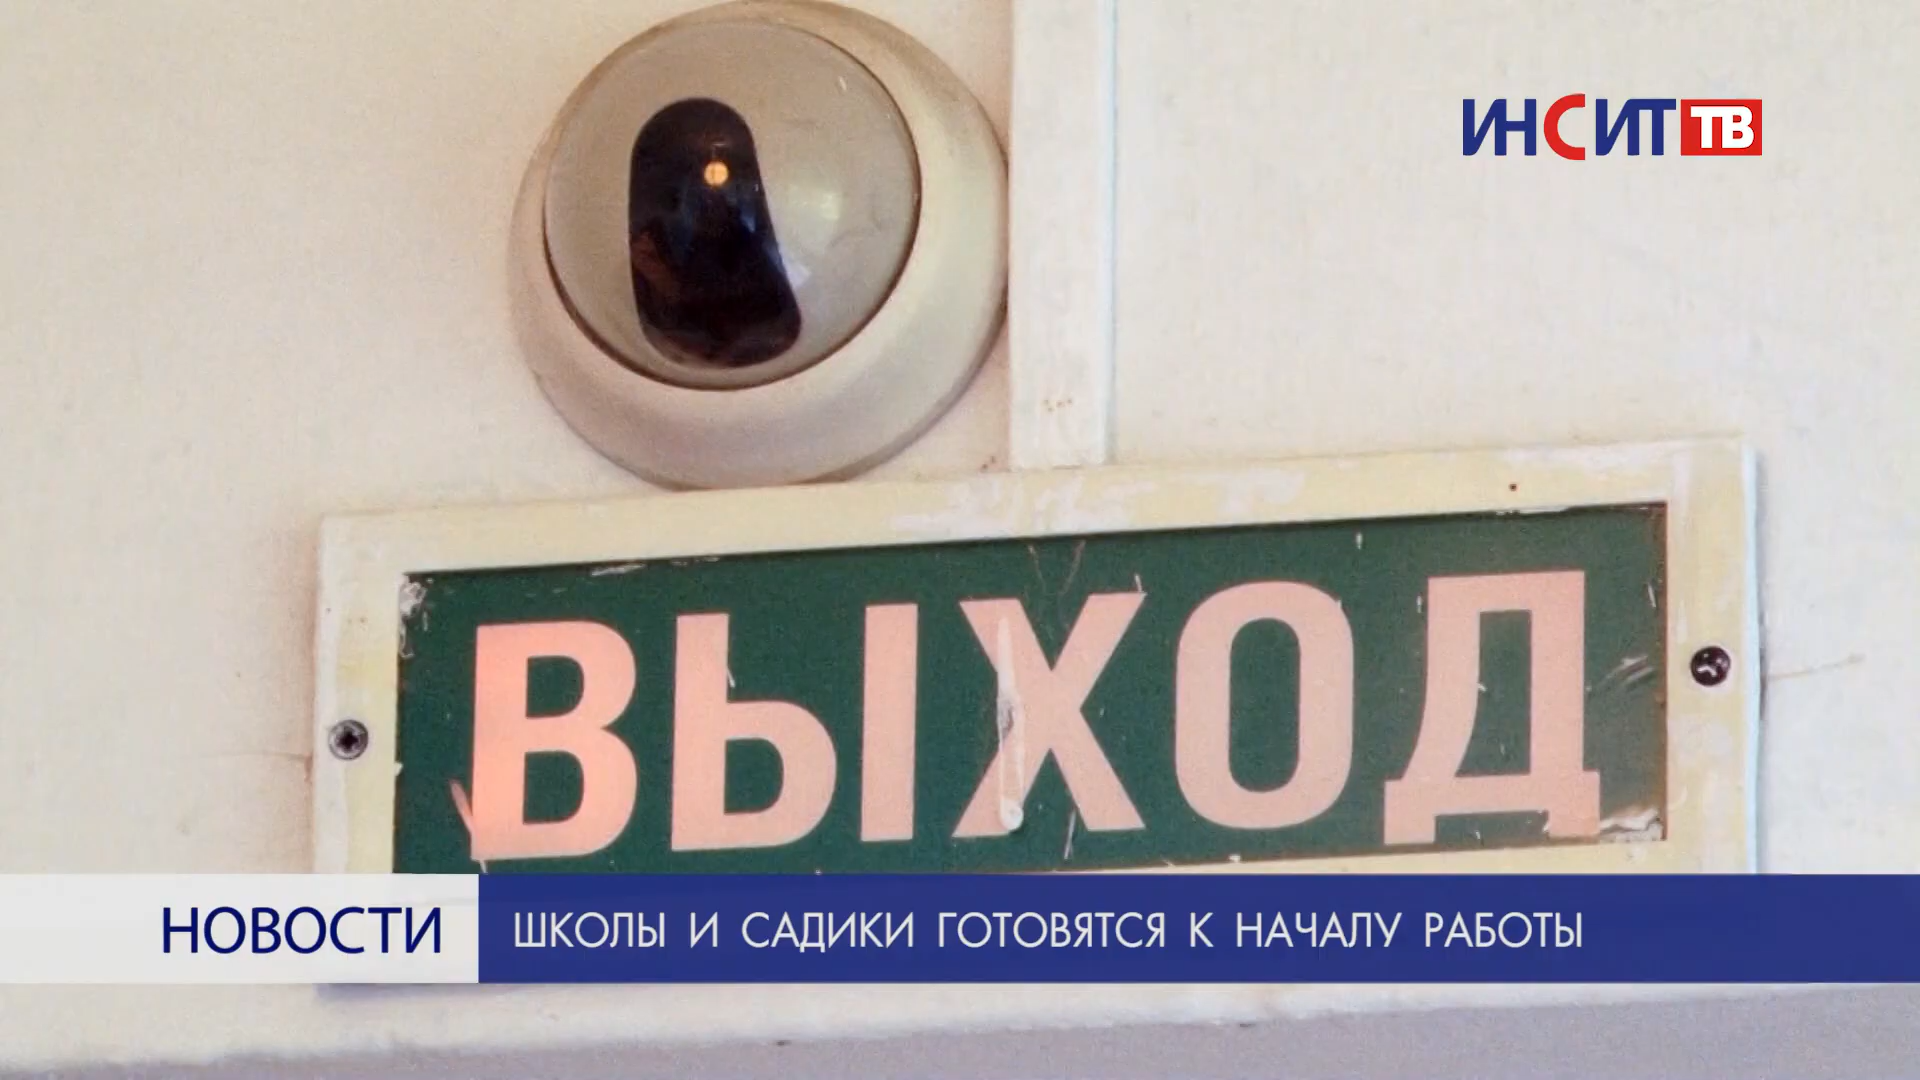 ИНСИТ ТВ
ВЫХОД
НОВОСТИ
ШКОЛЫ И САДИКИ ГОТОВЯТСЯ К НАЧАЛУ РАБОТЫ